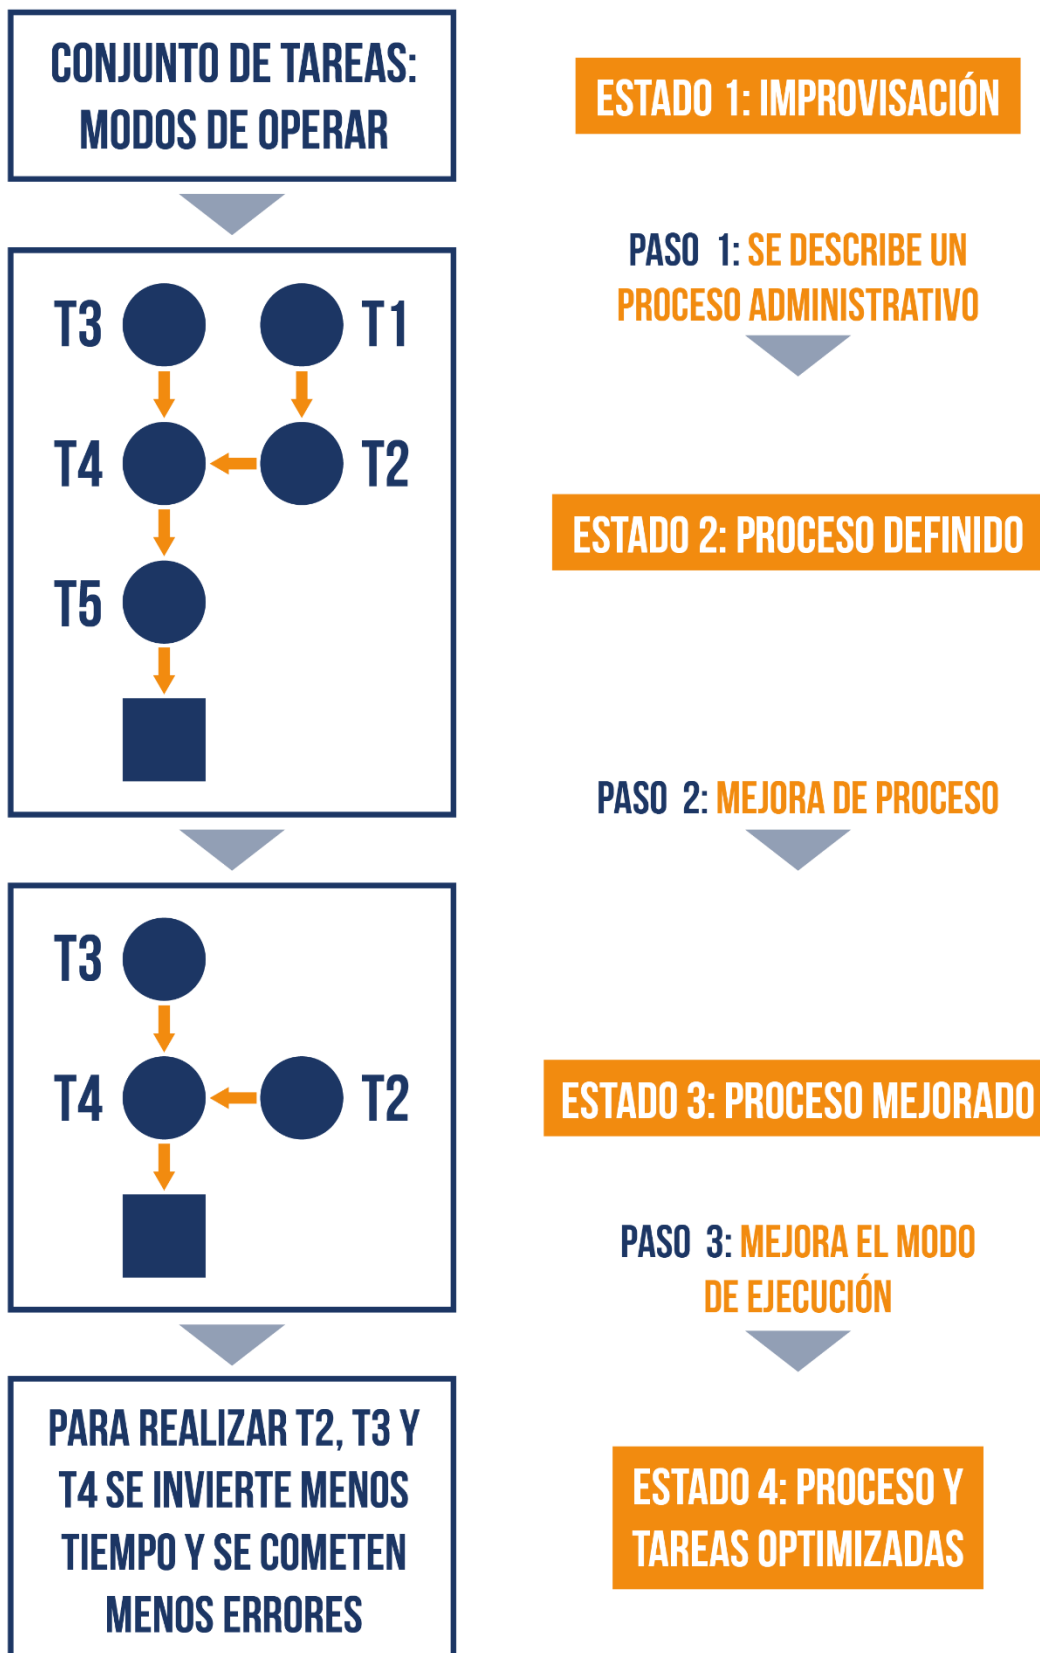 CONJUNTO DE TAREAS:
MODOS DE OPERAR
ESTADO 1: IMPROVISACIÓN
PASO 1: SE DESCRIBE UN
PROCESO ADMINISTRATIVO
T3
T1
T4
T2
T5
ESTADO 2: PROCESO DEFINIDO
PASO 2: MEJORA DE PROCESO
T3
T4
T2
ESTADO 3: PROCESO MEJORADO
PASO 3: MEJORA EL MODO
DE EJECUCIÓN
PARA REALIZAR T2, T3 Y
T4 SE INVIERTE MENOS
TIEMPO Y SE COMETEN
MENOS ERRORES
ESTADO 4: PROCESO Y
TAREAS OPTIMIZADAS